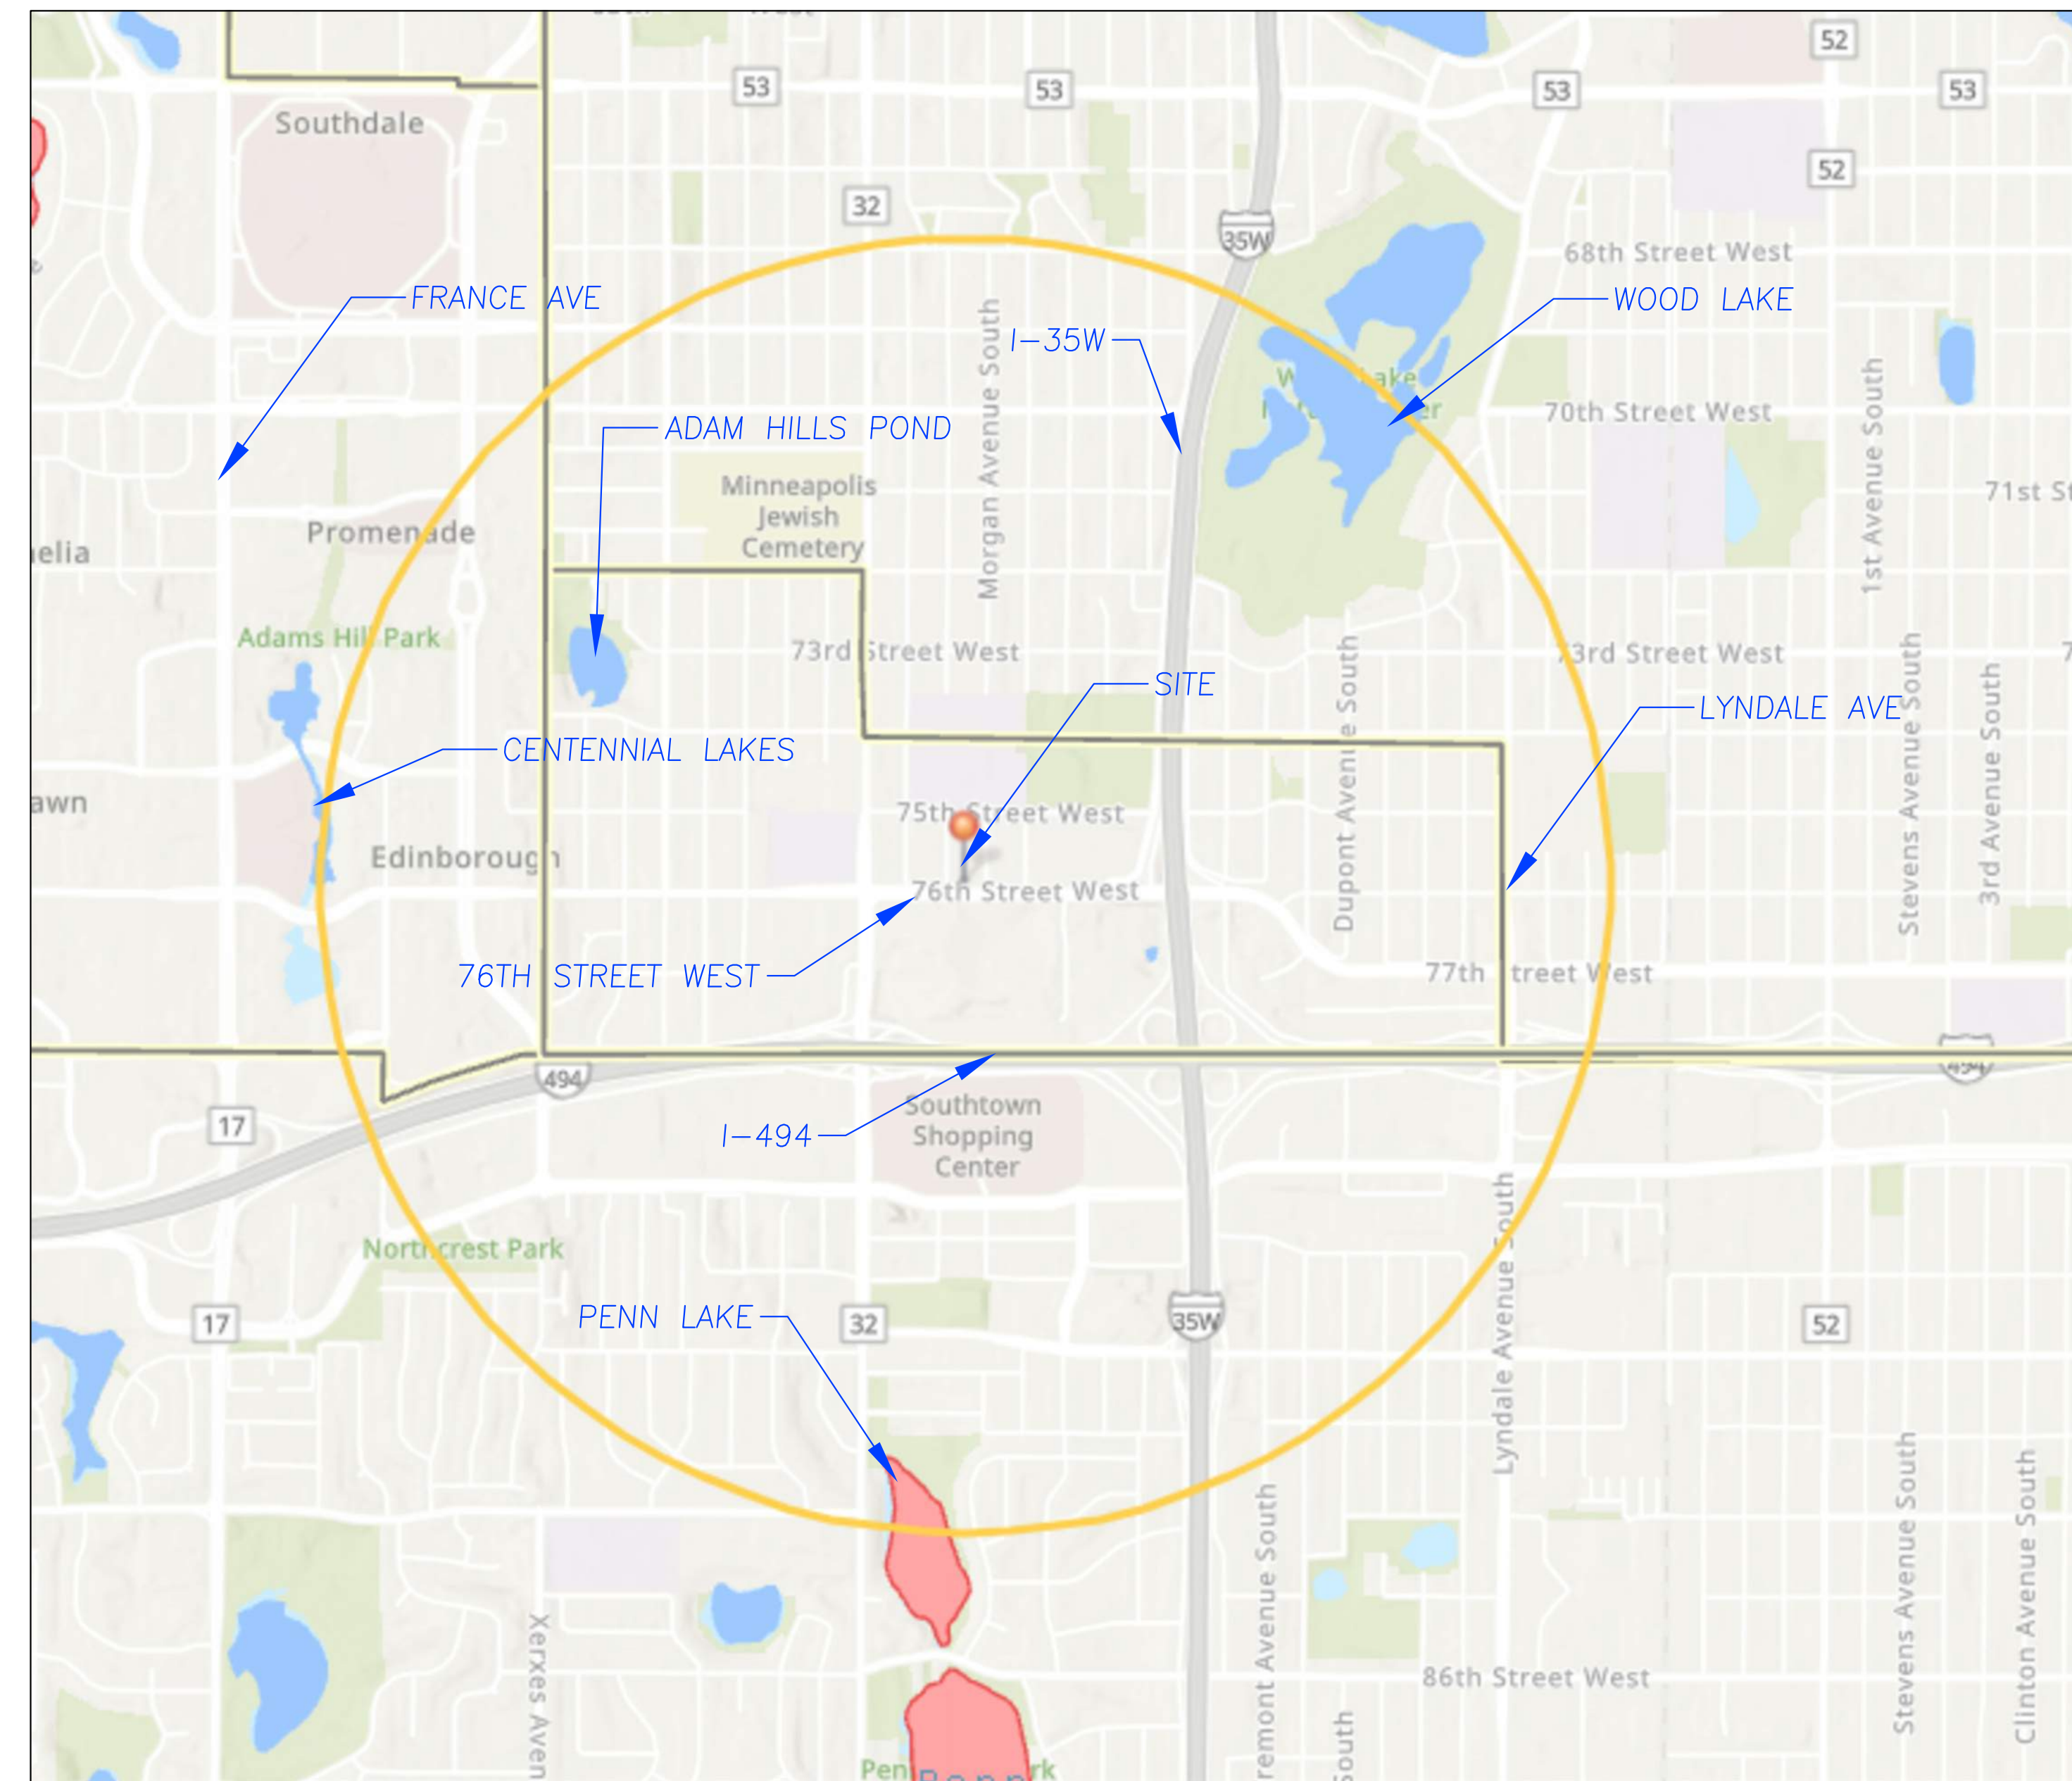 52
53
53
53
53
Southdale
52
32
35W
68th Street West
FRANCE AVE
WOOD LAKE
I-35W
Morgan Avenue South
70th Street West
1st Avenue South
ADAM HILLS POND
Minneapolis
Jewish
Cemetery
71st St
Promenade
elia
Adams Hill Park
73rd Street West
73rd Street West
SITE
Dupont Avenue South
Stevens Avenue South
3rd Avenue South
LYNDALE AVE
CENTENNIAL LAKES
awn
75th Street West
Edinborough
76th Street West
76TH STREET WEST
77th Street West
494
494
17
Southtown
Shopping
Center
I-494
Northcrest Park
Lyndale Avenue South
PENN LAKE
17
32
35W
52
Xerxes Aven
remont Avenue South
South
86th Street West
Stevens Avenue South
Clinton Avenue South
Pen
Penn
rk